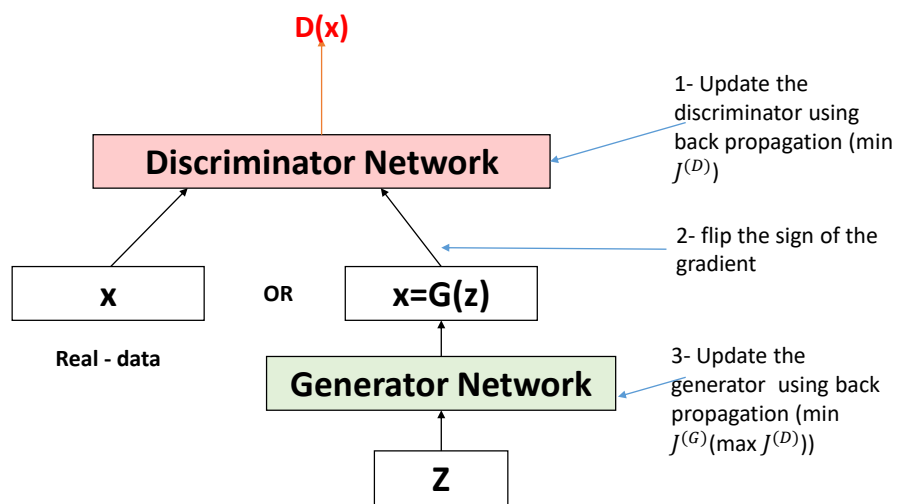 D(x)
1- Update the
discriminator using
back propagation (min
J^(D))
Discriminator Network
2- flip the sign of the
gradient
x
OR
x=G(z)
Real - data
3- Update the
generator  using back
propagation (min
J^(G)(max J^(D)))
Generator Network
Z